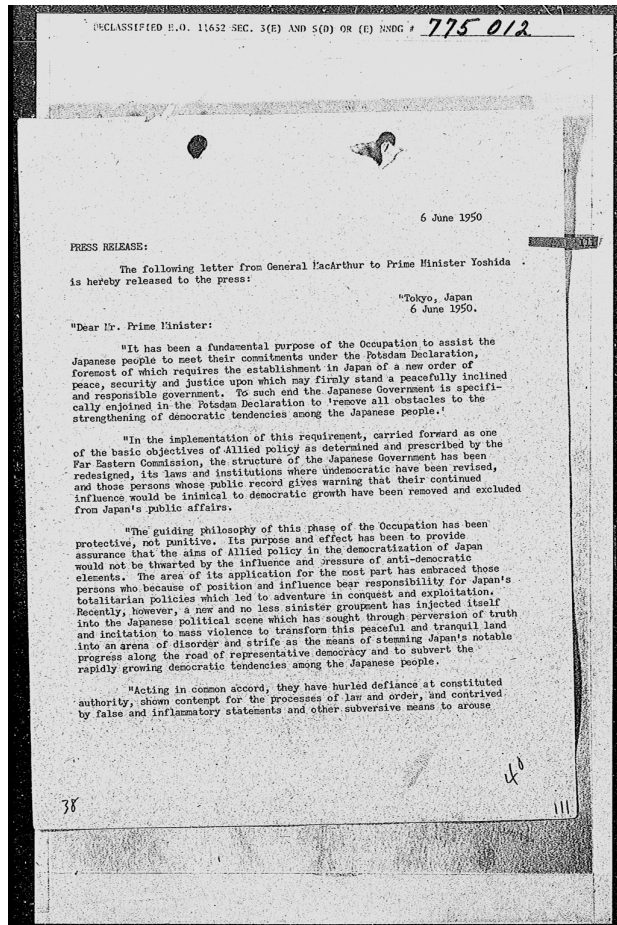 DECLASSIFIED E.O. 11652 SEC. 3(E) AND 5(D) OR (E) NNDG # 775 012
6 June 1950
PRESS RELEASE:
The following letter from General MacArthur to Prime Minister Yoshida
is hereby released to the press:
"Tokyo, Japan
6 June 1950.
"Dear Mr. Prime Minister:
"It has been a fundamental purpose of the Occupation to assist the
Japanese people to meet their commitments under the Potsdam Declaration,
foremost of which requires the establishment in Japan of a new order of
peace, security and justice upon which may firmly stand a peacefully inclined
and responsible government. To such end the Japanese Government is specifi-
cally enjoined in the Potsdam Declaration to 'remove all obstacles to the
strengthening of democratic tendencies among the Japanese people.'
"In the implementation of this requirement, carried forward as one
of the basic objectives of Allied policy as determined and prescribed by the
Far Eastern Commission, the structure of the Japanese Government has been
redesigned, its laws and institutions where undemocratic have been revised,
and those persons whose public record gives warning that their continued
influence would be inimical to democratic growth have been removed and excluded
from Japan's public affairs.
"The guiding philosophy of this phase of the Occupation has been
protective, not punitive. Its purpose and effect has been to provide
assurance that the aims of Allied policy in the democratization of Japan
would not be thwarted by the influence and pressure of anti-democratic
elements. The area of its application for the most part has embraced those
persons who because of position and influence bear responsibility for Japan's
totalitarian policies which led to adventure in conquest and exploitation.
Recently, however, a new and no less sinister groupment has injected itself
into the Japanese political scene which has sought through perversion of truth
and incitation to mass violence to transform this peaceful and tranquil land
into an arena of disorder and strife as the means of stemming Japan's notable
progress along the road of representative democracy and to subvert the
rapidly growing democratic tendencies among the Japanese people.
"Acting in common accord, they have hurled defiance at constituted
authority, shown contempt for the processes of law and order, and contrived
by false and inflammatory statements and other subversive means to arouse
40
38
111